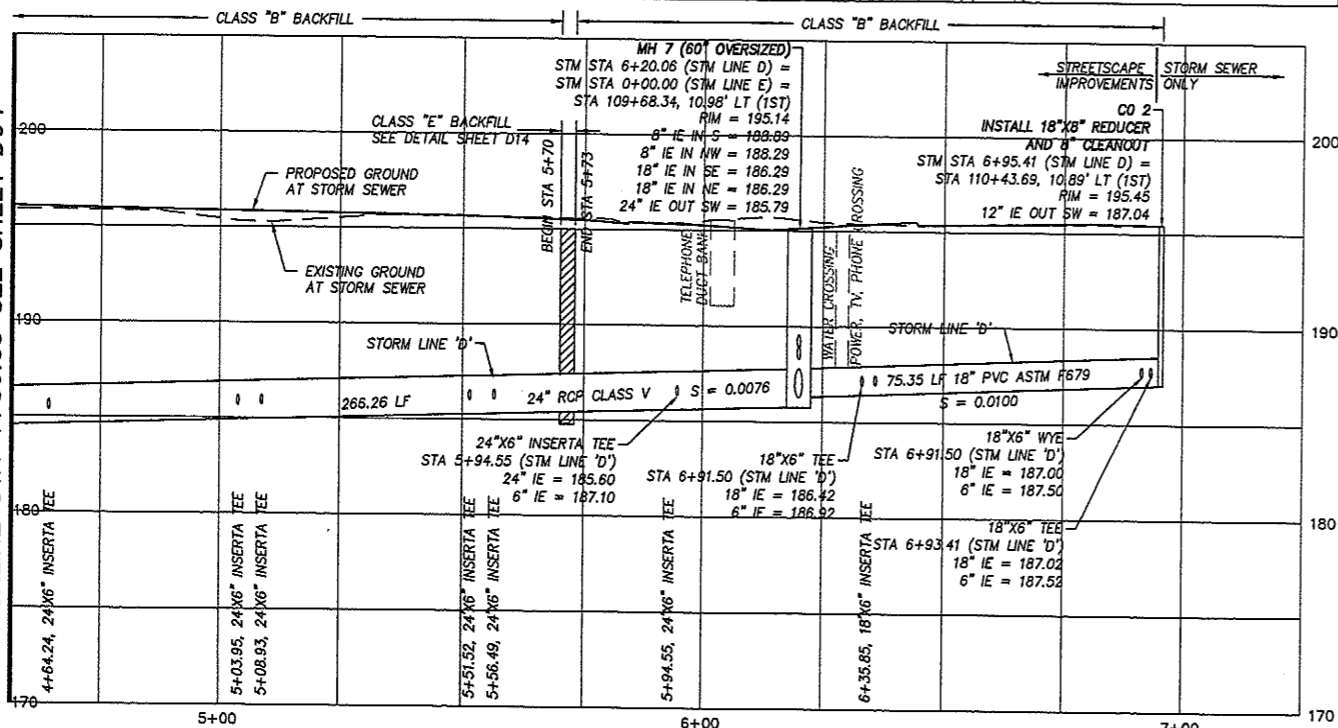 CLASS "B" BACKFILL
CLASS "B" BACKFILL
MH 7 (60" OVERSIZED)
STM STA 6+20.06 (STM LINE D) =
STM STA 0+00.00 (STM LINE E) =
STA 109+68.34, 10.98' LT (1ST)
RIM = 195.14
8" IE IN S = 188.89
8" IE IN NW = 188.29
18" IE IN SE = 186.29
18" IE IN NE = 186.29
24" IE OUT SW = 185.79
STREETSCAPE
IMPROVEMENTS
STORM SEWER
ONLY
CO 2
INSTALL 18"X8" REDUCER
AND 8" CLEANOUT
STM STA 6+95.41 (STM LINE D) =
STA 110+43.69, 10.89' LT (1ST)
RIM = 195.45
12" IE OUT SW = 187.04
CLASS "E" BACKFILL
SEE DETAIL SHEET D14
BEGIN STA 5+70
END STA 5+73
PROPOSED GROUND
AT STORM SEWER
EXISTING GROUND
AT STORM SEWER
TELEPHONE
DUCT BANK
WATER CROSSING
POWER, TV, PHONE CROSSING
STORM LINE 'D'
STORM LINE 'D'
266.26 LF
24" RCP CLASS V
S = 0.0076
75.35 LF 18" PVC ASTM F679
S = 0.0100
24"X6" INSERTA TEE
STA 5+94.55 (STM LINE 'D')
24" IE = 185.60
6" IE = 187.10
18"X6" TEE
STA 6+91.50 (STM LINE 'D')
18" IE = 186.42
6" IE = 186.92
18"X6" WYE
STA 6+91.50 (STM LINE 'D')
18" IE = 187.00
6" IE = 187.50
18"X6" TEE
STA 6+93.41 (STM LINE 'D')
18" IE = 187.02
6" IE = 187.52
4+64.24, 24"X6" INSERTA TEE
5+03.95, 24"X6" INSERTA TEE
5+08.93, 24"X6" INSERTA TEE
5+51.52, 24"X6" INSERTA TEE
5+56.49, 24"X6" INSERTA TEE
5+94.55, 24"X6" INSERTA TEE
6+35.85, 18"X6" INSERTA TEE
200
190
180
170
200
190
180
170
5+00
6+00
7+00